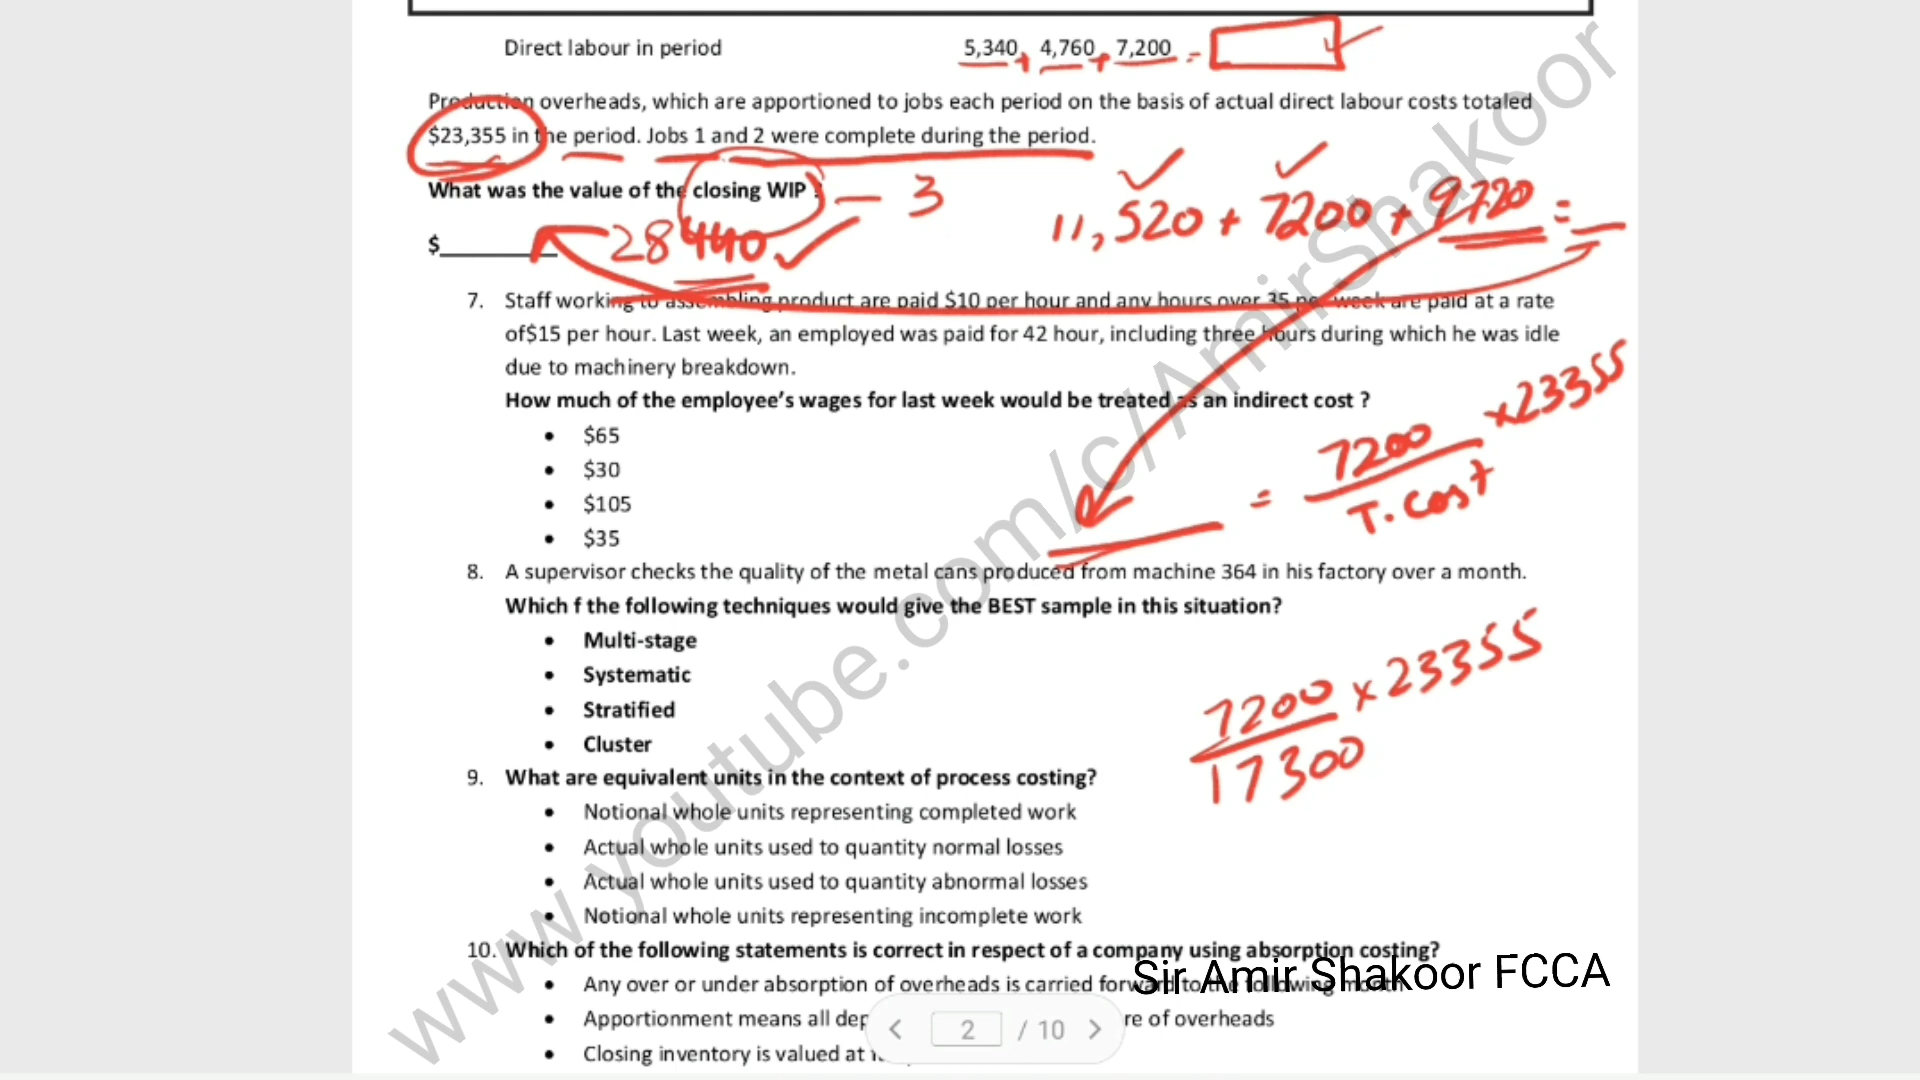 Direct labour in period 5,340 + 4,760 + 7,200 =
Production overheads, which are apportioned to jobs each period on the basis of actual direct labour costs totaled
$23,355 in the period. Jobs 1 and 2 were complete during the period.
What was the value of the closing WIP ? — 3
11,520 + 7200 + 9720 =
$ 28440
7. Staff working to assembling product are paid $10 per hour and any hours over 35 per week are paid at a rate
of$15 per hour. Last week, an employed was paid for 42 hour, including three hours during which he was idle
due to machinery breakdown.
How much of the employee's wages for last week would be treated as an indirect cost ?
• $65
• $30
• $105
• $35
= 7200 / T. Cost × 23355
8. A supervisor checks the quality of the metal cans produced from machine 364 in his factory over a month.
Which f the following techniques would give the BEST sample in this situation?
• Multi-stage
• Systematic
• Stratified
• Cluster
7200 × 23355
17300
9. What are equivalent units in the context of process costing?
• Notional whole units representing completed work
• Actual whole units used to quantity normal losses
• Actual whole units used to quantity abnormal losses
• Notional whole units representing incomplete work
10. Which of the following statements is correct in respect of a company using absorption costing?
• Any over or under absorption of overheads is carried forward to the following month
Sir Amir Shakoor FCCA
• Apportionment means all re of overheads
• Closing inventory is valued at
2 / 10
www.youtube.com/c/AmirShakoor